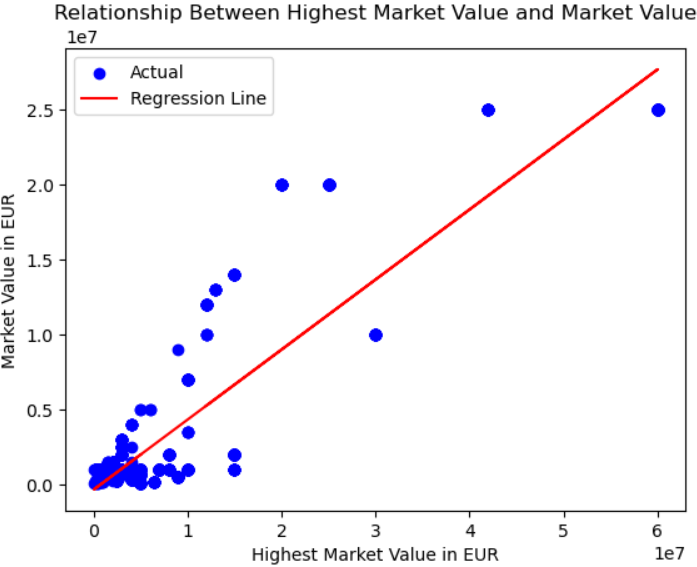 Relationship Between Highest Market Value and Market Value
1e7
Actual
Regression Line
2.5
2.0
1.5
1.0
0.5
0.0
Market Value in EUR
0 1 2 3 4 5 6
1e7
Highest Market Value in EUR